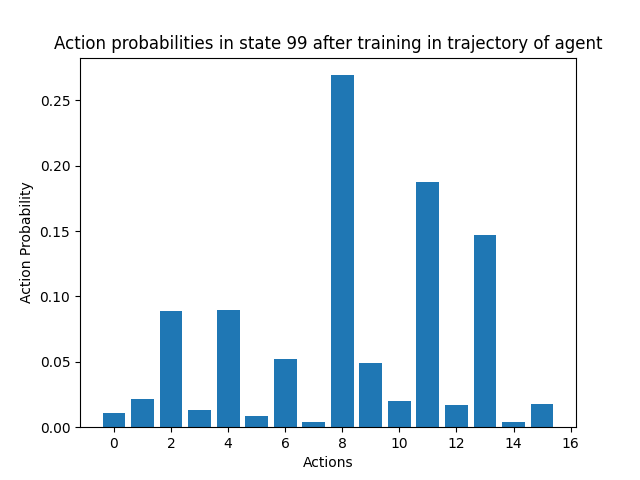 Action probabilities in state 99 after training in trajectory of agent
0.25
0.20
0.15
0.10
0.05
0.00
Action Probability
0 2 4 6 8 10 12 14 16
Actions